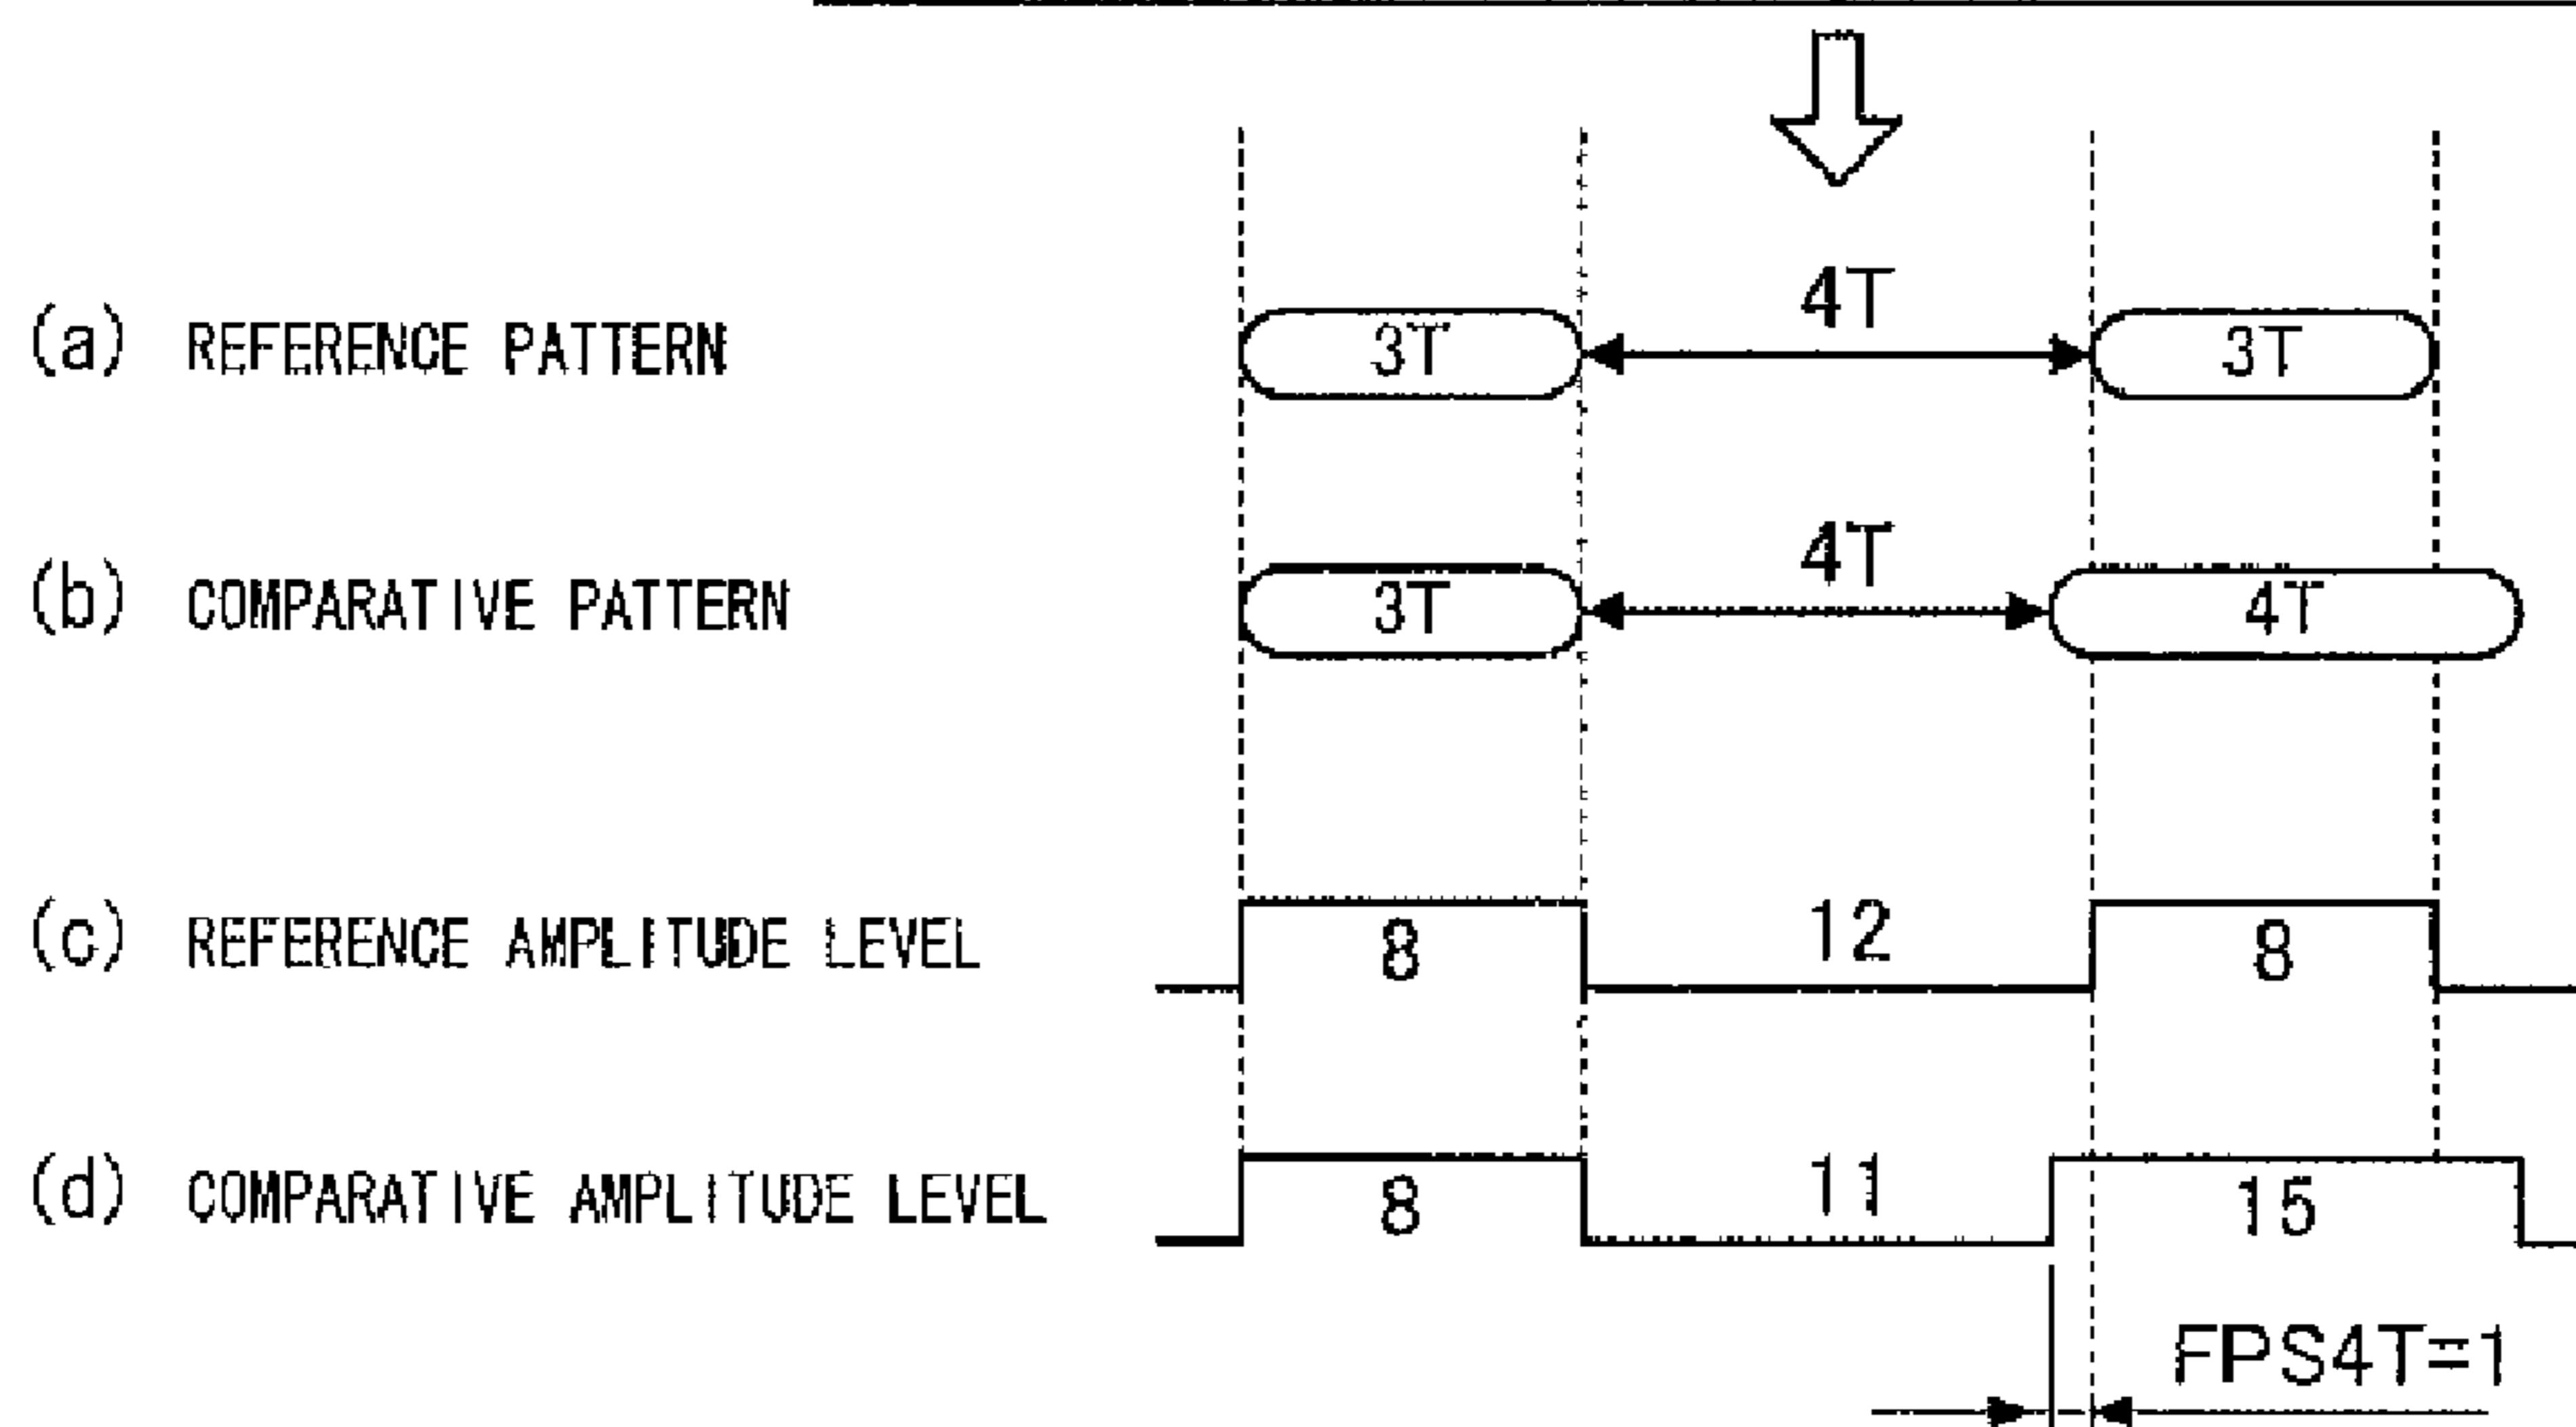 4T
(a) REFERENCE PATTERN 3T 3T
4T
(b) COMPARATIVE PATTERN 3T 4T
(c) REFERENCE AMPLITUDE LEVEL 8 12 8
(d) COMPARATIVE AMPLITUDE LEVEL 8 11 15
FPS4T=1